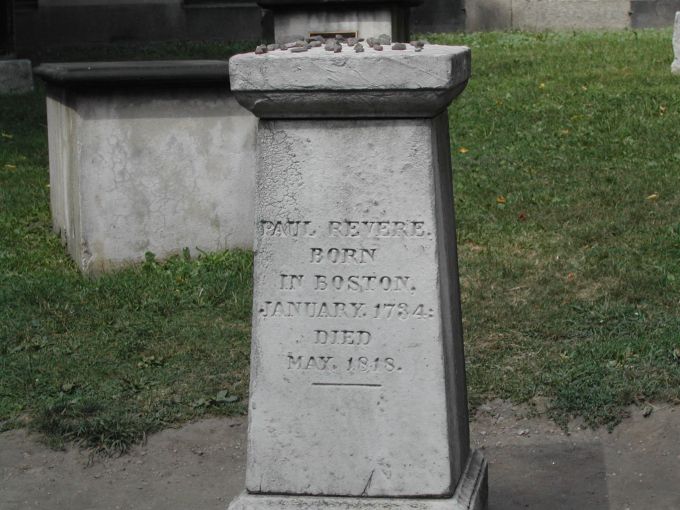 PAUL REVERE.
BORN
IN BOSTON,
JANUARY. 1734:
DIED
MAY. 1818.